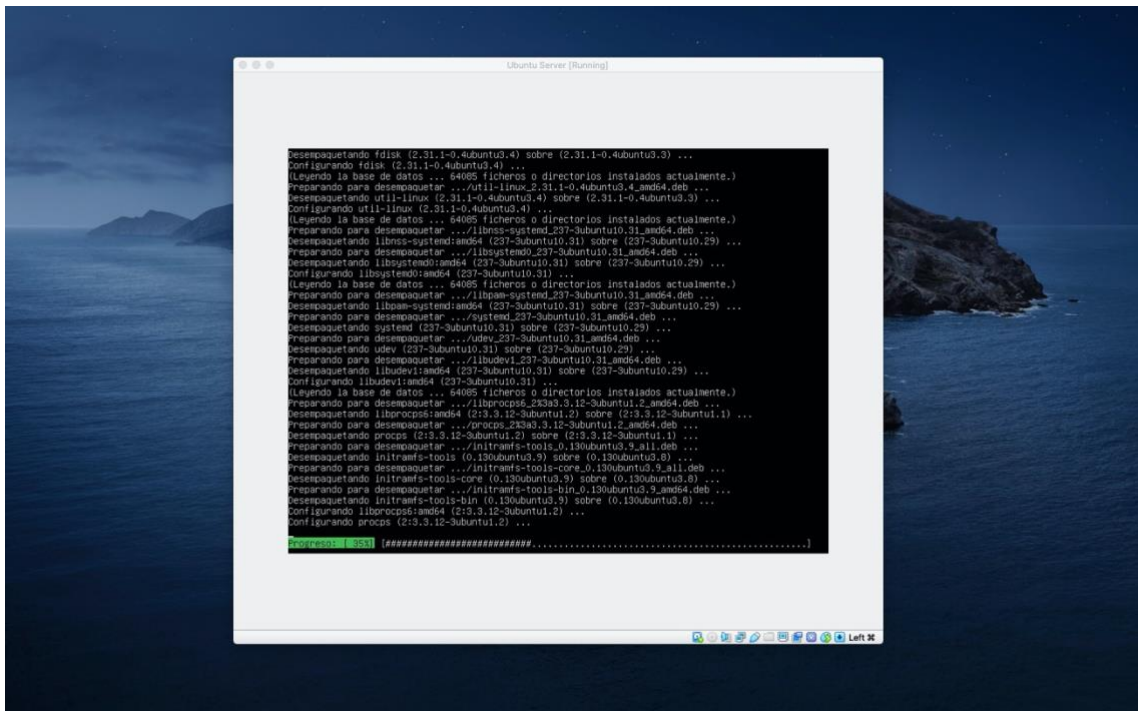 Ubuntu Server [Running]
Desempaquetando fdisk (2.31.1-0.4ubuntu3.4) sobre (2.31.1-0.4ubuntu3.3) ...
Configurando fdisk (2.31.1-0.4ubuntu3.4) ...
(Leyendo la base de datos ... 64085 ficheros o directorios instalados actualmente.)
Preparando para desempaquetar .../util-linux_2.31.1-0.4ubuntu3.4_amd64.deb ...
Desempaquetando util-linux (2.31.1-0.4ubuntu3.4) sobre (2.31.1-0.4ubuntu3.3) ...
Configurando util-linux (2.31.1-0.4ubuntu3.4) ...
(Leyendo la base de datos ... 64085 ficheros o directorios instalados actualmente.)
Preparando para desempaquetar .../libnss-systemd_237-3ubuntu10.31_amd64.deb ...
Desempaquetando libnss-systemd:amd64 (237-3ubuntu10.31) sobre (237-3ubuntu10.29) ...
Preparando para desempaquetar .../libsystemd0_237-3ubuntu10.31_amd64.deb ...
Desempaquetando libsystemd0:amd64 (237-3ubuntu10.31) sobre (237-3ubuntu10.29) ...
Configurando libsystemd0:amd64 (237-3ubuntu10.31) ...
(Leyendo la base de datos ... 64085 ficheros o directorios instalados actualmente.)
Preparando para desempaquetar .../libpam-systemd_237-3ubuntu10.31_amd64.deb ...
Desempaquetando libpam-systemd:amd64 (237-3ubuntu10.31) sobre (237-3ubuntu10.29) ...
Preparando para desempaquetar .../systemd_237-3ubuntu10.31_amd64.deb ...
Desempaquetando systemd (237-3ubuntu10.31) sobre (237-3ubuntu10.29) ...
Preparando para desempaquetar .../udev_237-3ubuntu10.31_amd64.deb ...
Desempaquetando udev (237-3ubuntu10.31) sobre (237-3ubuntu10.29) ...
Preparando para desempaquetar .../libudev1_237-3ubuntu10.31_amd64.deb ...
Desempaquetando libudev1:amd64 (237-3ubuntu10.31) sobre (237-3ubuntu10.29) ...
Configurando libudev1:amd64 (237-3ubuntu10.31) ...
(Leyendo la base de datos ... 64085 ficheros o directorios instalados actualmente.)
Preparando para desempaquetar .../libprocps6_2%3a3.3.12-3ubuntu1.2_amd64.deb ...
Desempaquetando libprocps6:amd64 (2:3.3.12-3ubuntu1.2) sobre (2:3.3.12-3ubuntu1.1) ...
Preparando para desempaquetar .../procps_2%3a3.3.12-3ubuntu1.2_amd64.deb ...
Desempaquetando procps (2:3.3.12-3ubuntu1.2) sobre (2:3.3.12-3ubuntu1.1) ...
Preparando para desempaquetar .../initramfs-tools_0.130ubuntu3.9_all.deb ...
Desempaquetando initramfs-tools (0.130ubuntu3.9) sobre (0.130ubuntu3.8) ...
Preparando para desempaquetar .../initramfs-tools-core_0.130ubuntu3.9_all.deb ...
Desempaquetando initramfs-tools-core (0.130ubuntu3.9) sobre (0.130ubuntu3.8) ...
Preparando para desempaquetar .../initramfs-tools-bin_0.130ubuntu3.9_amd64.deb ...
Desempaquetando initramfs-tools-bin (0.130ubuntu3.9) sobre (0.130ubuntu3.8) ...
Configurando libprocps6:amd64 (2:3.3.12-3ubuntu1.2) ...
Configurando procps (2:3.3.12-3ubuntu1.2) ...
Progreso: [ 35%] [###########################...................................................]
Left ⌘